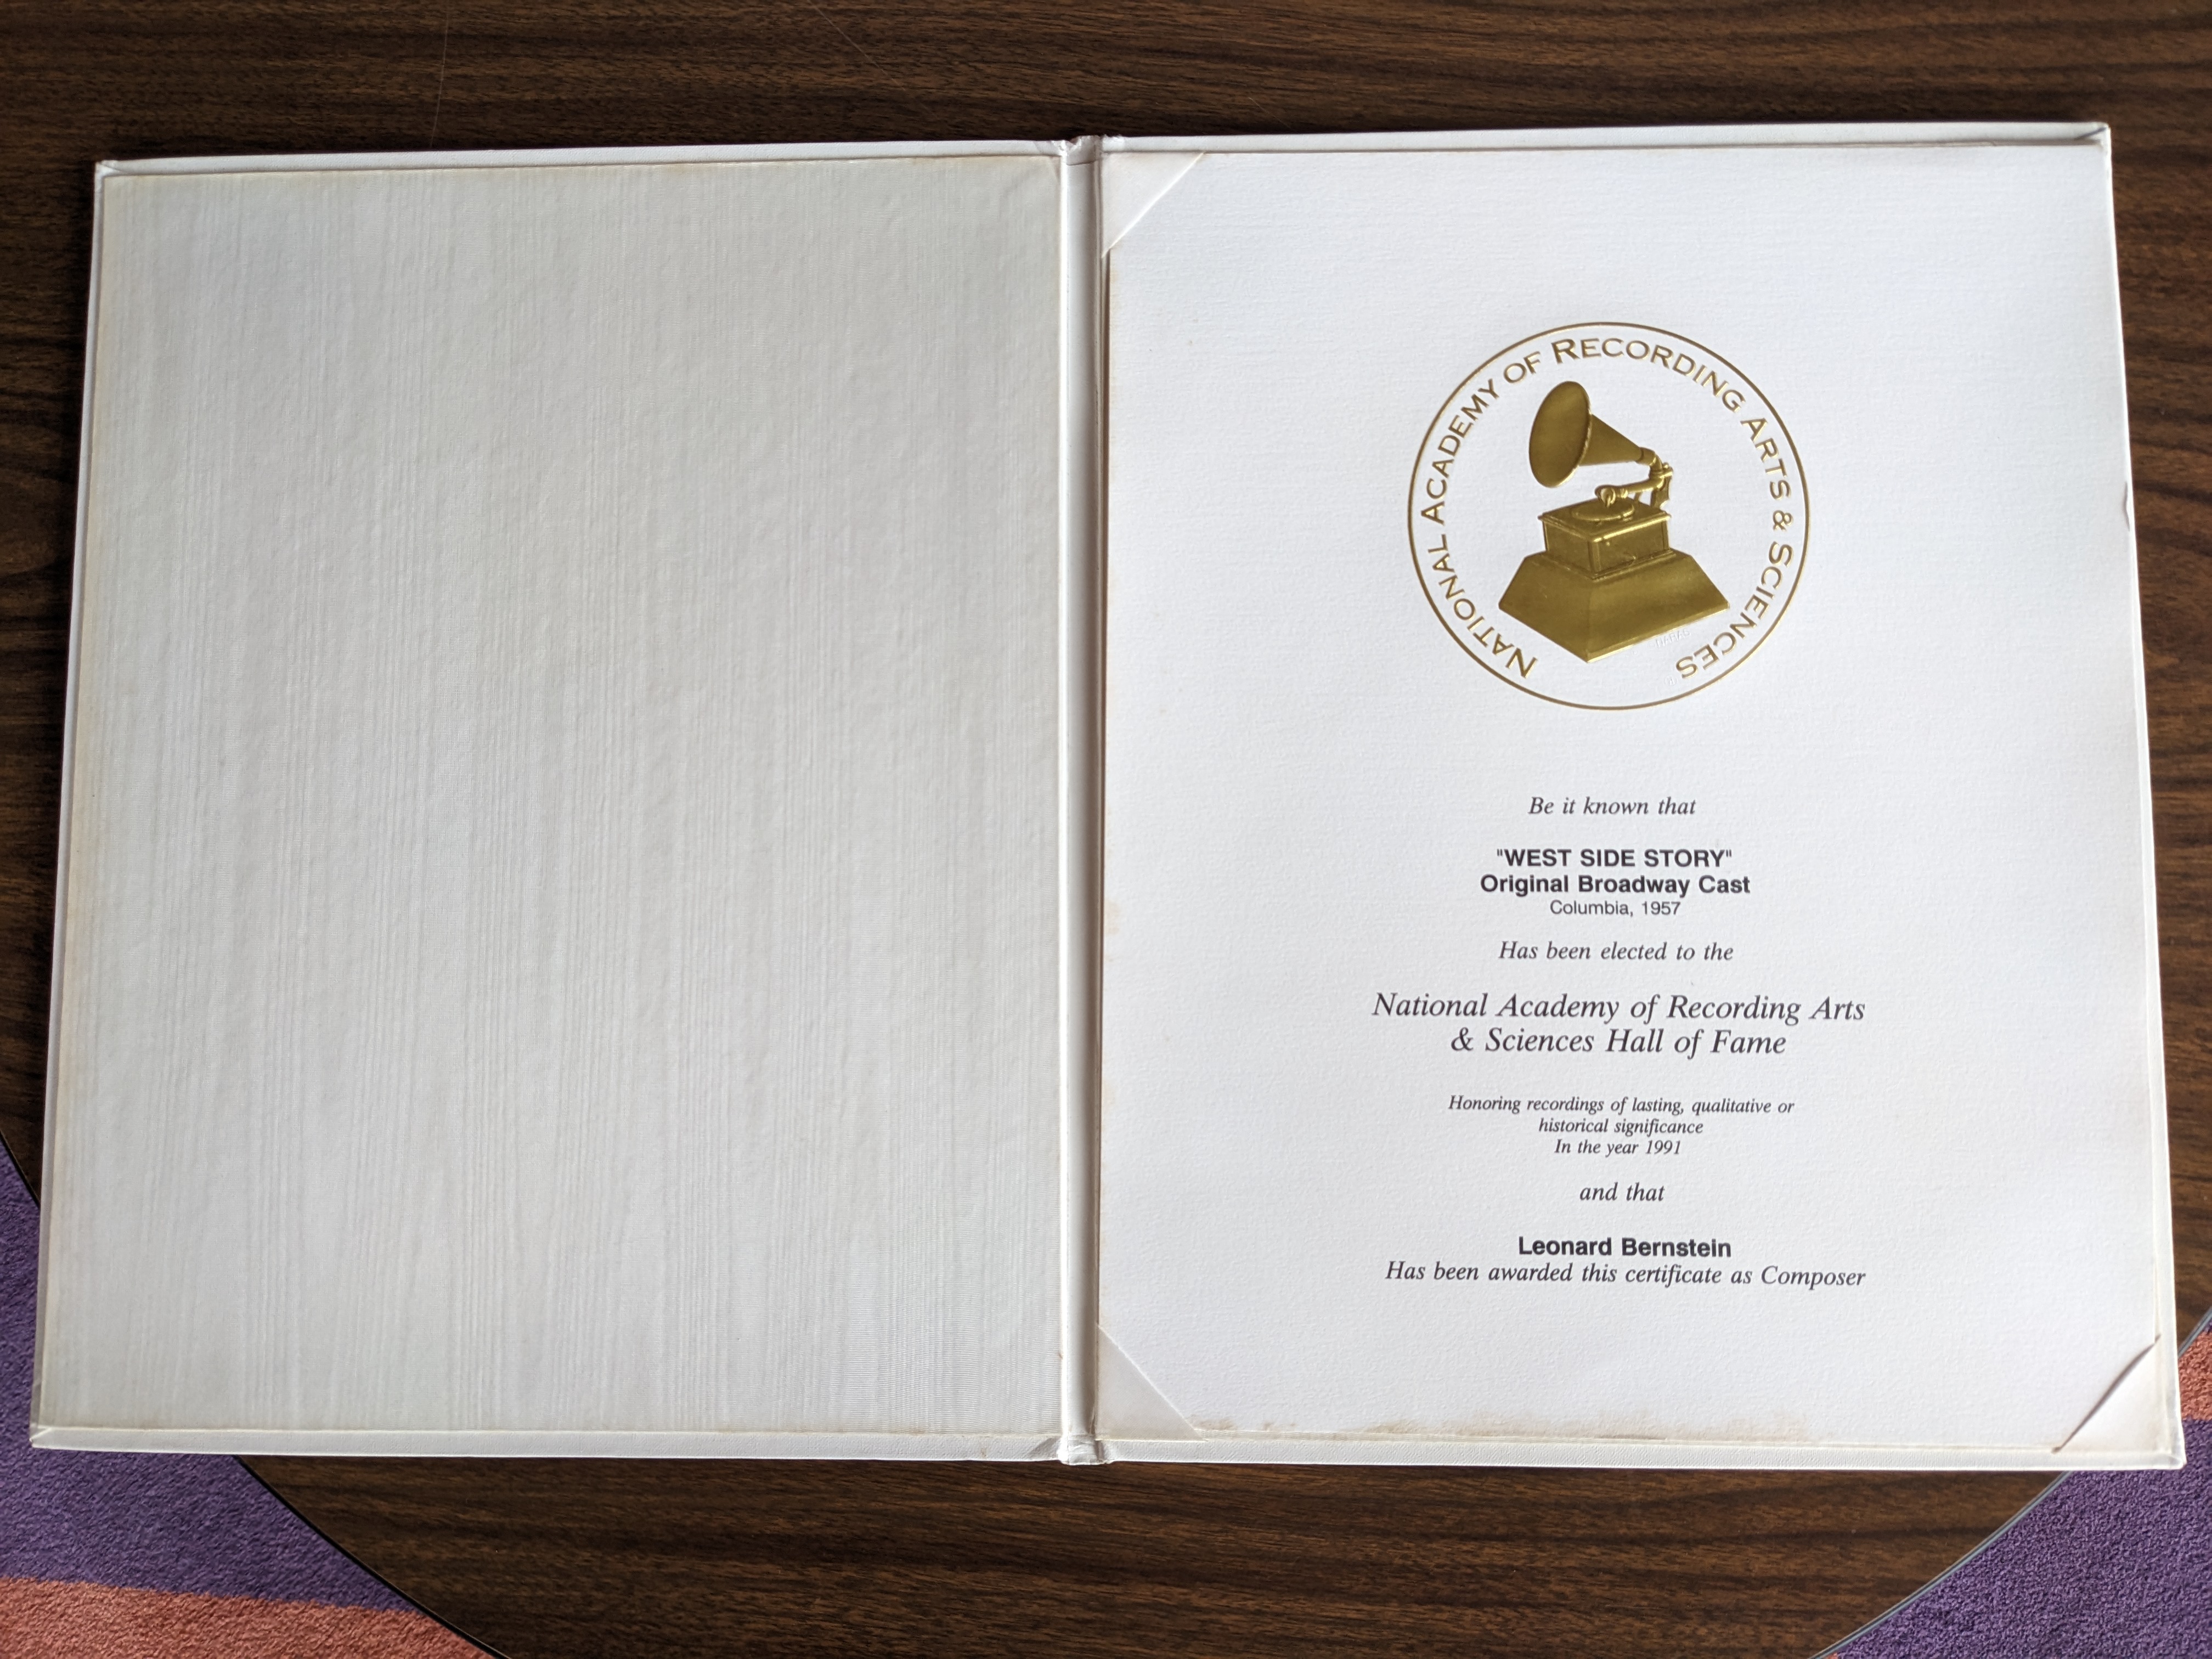 NATIONAL ACADEMY OF RECORDING ARTS & SCIENCES
Be it known that
"WEST SIDE STORY"
Original Broadway Cast
Columbia, 1957
Has been elected to the
National Academy of Recording Arts
& Sciences Hall of Fame
Honoring recordings of lasting, qualitative or
historical significance
In the year 1991
and that
Leonard Bernstein
Has been awarded this certificate as Composer